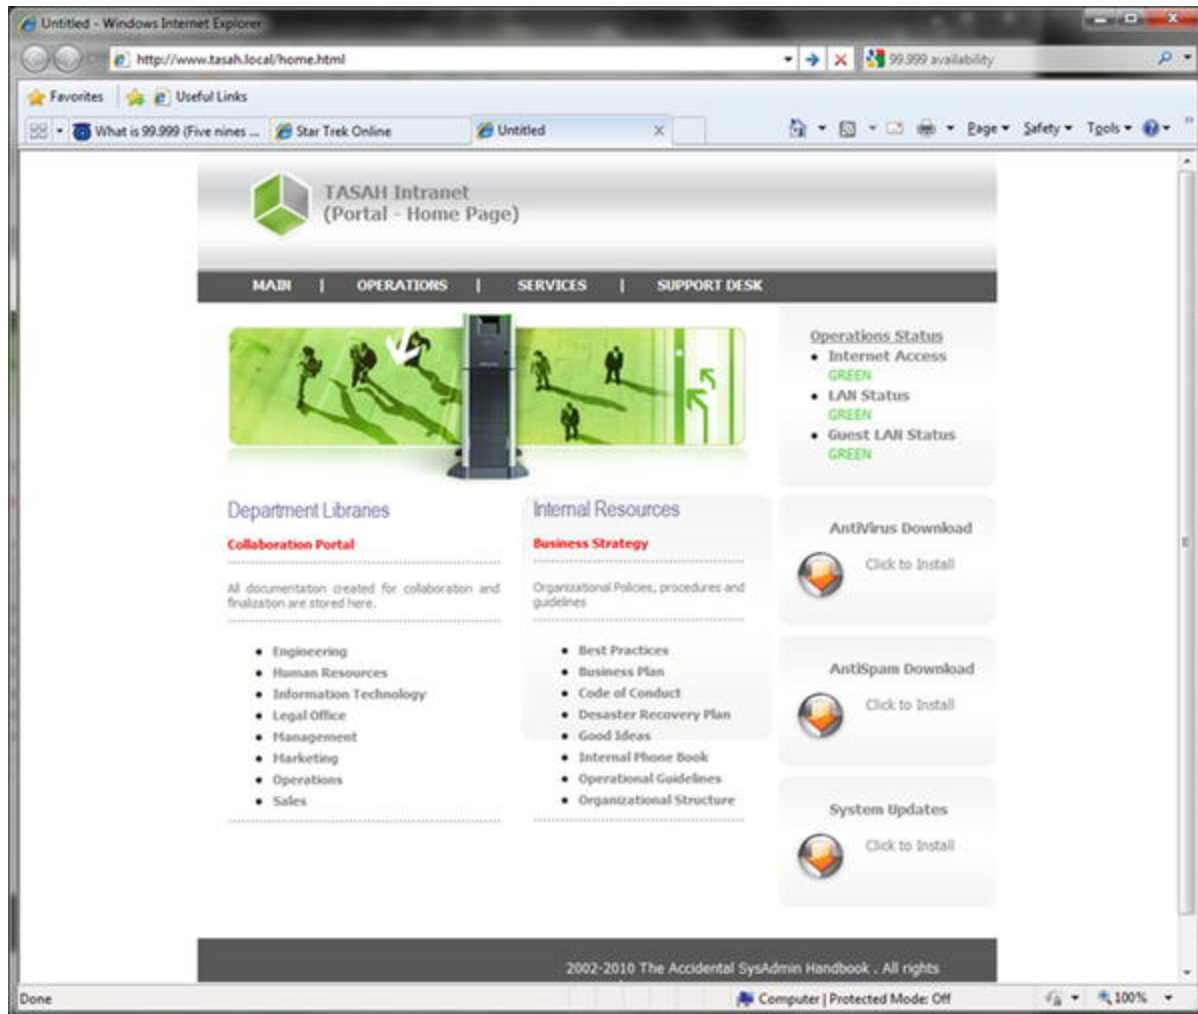 Untitled - Windows Internet Explorer
http://www.tasah.local/home.html
99.999 availability
Favorites
Useful Links
What is 99.999 (Five nines ...
Star Trek Online
Untitled
Page
Safety
Tools
TASAH Intranet
(Portal - Home Page)
MAIN | OPERATIONS | SERVICES | SUPPORT DESK
Operations Status
• Internet Access
GREEN
• LAN Status
GREEN
• Guest LAN Status
GREEN
Department Libraries
Collaboration Portal
All documentation created for collaboration and
finalization are stored here.
• Engineering
• Human Resources
• Information Technology
• Legal Office
• Management
• Marketing
• Operations
• Sales
Internal Resources
Business Strategy
Organizational Policies, procedures and
guidelines
• Best Practices
• Business Plan
• Code of Conduct
• Desaster Recovery Plan
• Good Ideas
• Internal Phone Book
• Operational Guidelines
• Organizational Structure
AntiVirus Download
Click to Install
AntiSpam Download
Click to Install
System Updates
Click to Install
2002-2010 The Accidental SysAdmin Handbook . All rights
Done
Computer | Protected Mode: Off
100%